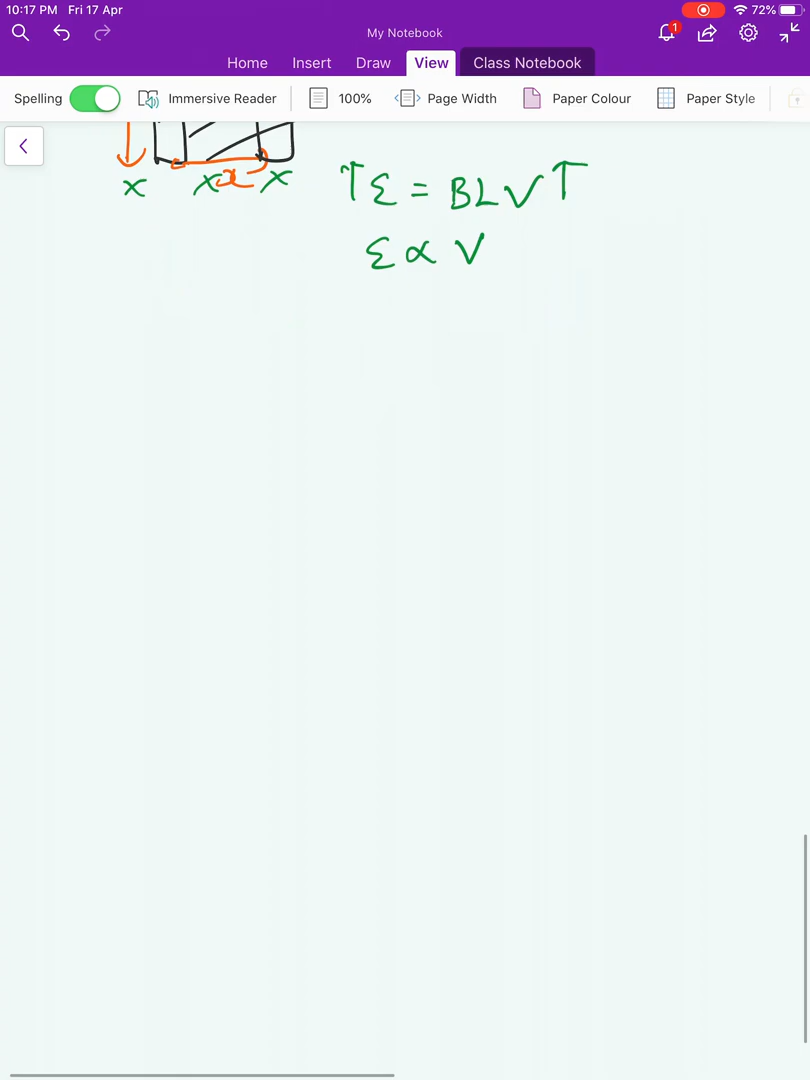 10:17 PM Fri 17 Apr 72%
My Notebook
1
Home Insert Draw View Class Notebook
Spelling Immersive Reader 100% Page Width Paper Colour Paper Style
x x x x
↑ε = BLV↑
ε ∝ V